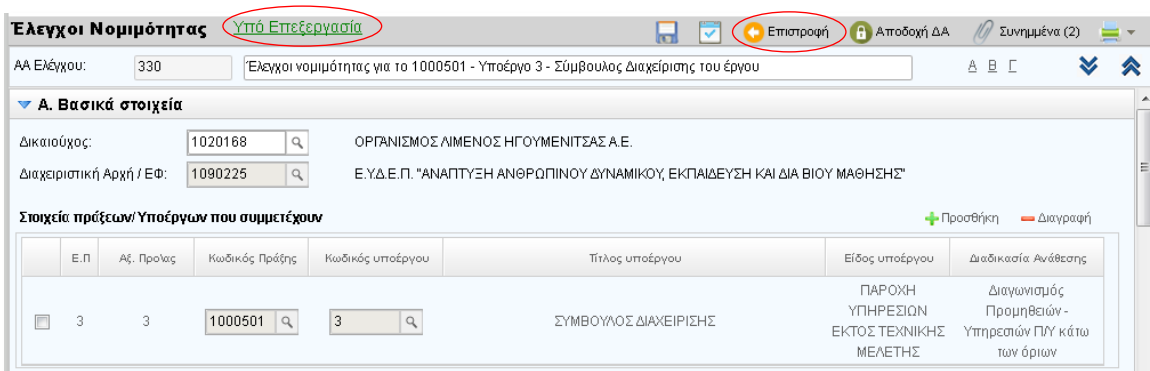 Έλεγχοι Νομιμότητας Υπό Επεξεργασία Επιστροφή Αποδοχή ΔΑ Συνημμένα (2)
ΑΑ Ελέγχου: 330 Έλεγχοι νομιμότητας για το 1000501 - Υποέργο 3 - Σύμβουλος Διαχείρισης του έργου Α Β Γ
Α. Βασικά στοιχεία
Δικαιούχος: 1020168 ΟΡΓΑΝΙΣΜΟΣ ΛΙΜΕΝΟΣ ΗΓΟΥΜΕΝΙΤΣΑΣ Α.Ε.
Διαχειριστική Αρχή / ΕΦ: 1090225 Ε.Υ.Δ.Ε.Π. "ΑΝΑΠΤΥΞΗ ΑΝΘΡΩΠΙΝΟΥ ΔΥΝΑΜΙΚΟΥ, ΕΚΠΑΙΔΕΥΣΗ ΚΑΙ ΔΙΑ ΒΙΟΥ ΜΑΘΗΣΗΣ"
Στοιχεία πράξεων/ Υποέργων που συμμετέχουν Προσθήκη Διαγραφή
Ε.Π Αξ. Προ\ας Κωδικός Πράξης Κωδικός υποέργου Τίτλος υποέργου Είδος υποέργου Διαδικασία Ανάθεσης
3 3 1000501 3 ΣΥΜΒΟΥΛΟΣ ΔΙΑΧΕΙΡΙΣΗΣ
ΠΑΡΟΧΗ
ΥΠΗΡΕΣΙΩΝ
ΕΚΤΟΣ ΤΕΧΝΙΚΗΣ
ΜΕΛΕΤΗΣ
Διαγωνισμός
Προμηθειών -
Υπηρεσιών Π/Υ κάτω
των όριων